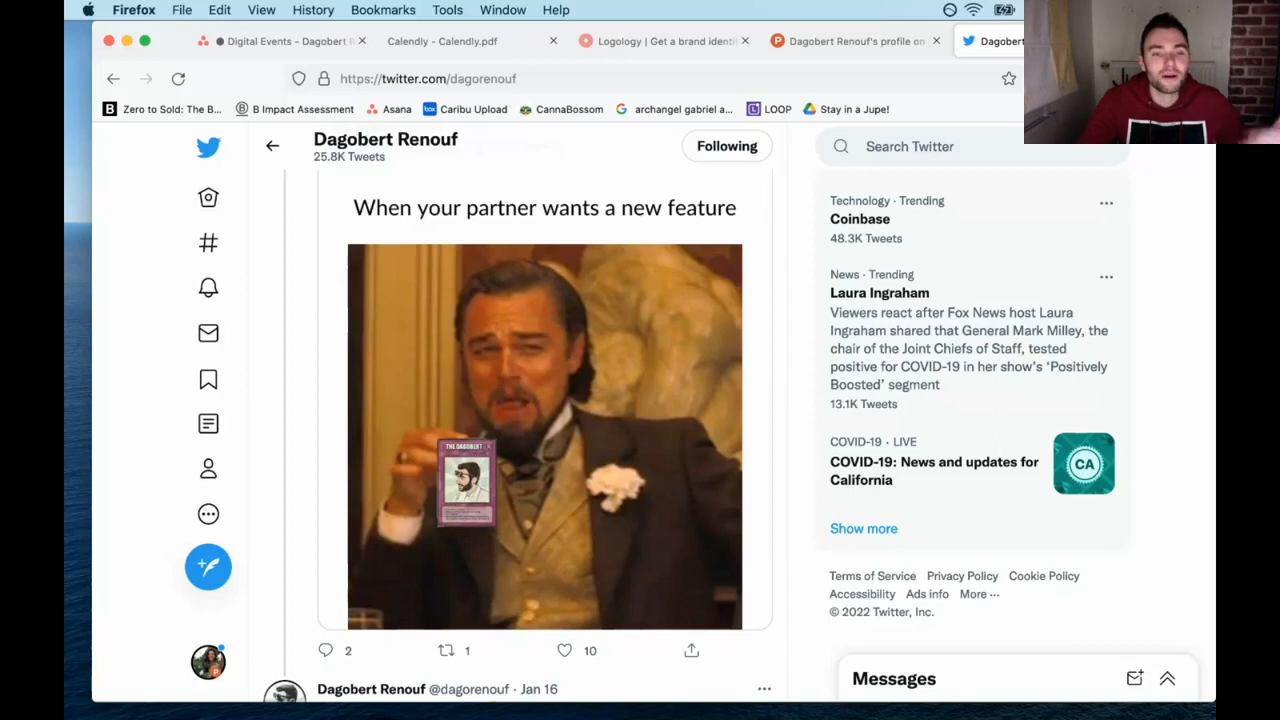 Firefox File Edit View History Bookmarks Tools Window Help
Digital Events - Dagobert R
Calendly - Calendly.pdf
Logology | Get a brand identi
Dagobert Renouf's profile on
Dagobert
https://twitter.com/dagorenouf
Zero to Sold: The B...
B Impact Assessment
Asana
Caribu Upload
CannaBossom
archangel gabriel a...
LOOP
Stay in a Jupe!
Dagobert Renouf
25.8K Tweets
Following
When your partner wants a new feature
THE DAGOBERT
2
1
10
Dagobert Renouf @dagorenouf · Jan 16
Search Twitter
Technology · Trending
Coinbase
48.3K Tweets
News · Trending
Laura Ingraham
Viewers react after Fox News host Laura
Ingraham shared that General Mark Milley, the
chair of the Joint Chiefs of Staff, tested
positive for COVID-19 in her show's ‘Positively
Boosted’ segment
13.1K Tweets
COVID-19 · LIVE
COVID-19: News and updates for
California
CA
Show more
Terms of Service Privacy Policy Cookie Policy
Accessibility Ads info More ···
© 2022 Twitter, Inc.
Messages